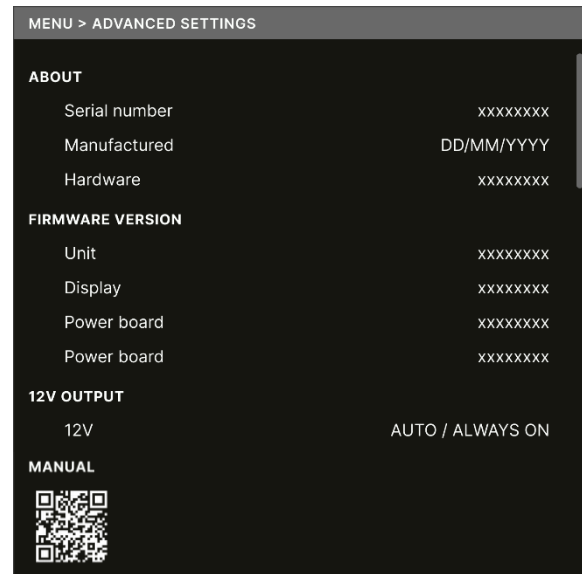 MENU > ADVANCED SETTINGS
ABOUT
Serial number xxxxxxxx
Manufactured DD/MM/YYYY
Hardware xxxxxxxx
FIRMWARE VERSION
Unit xxxxxxxx
Display xxxxxxxx
Power board xxxxxxxx
Power board xxxxxxxx
12V OUTPUT
12V AUTO / ALWAYS ON
MANUAL